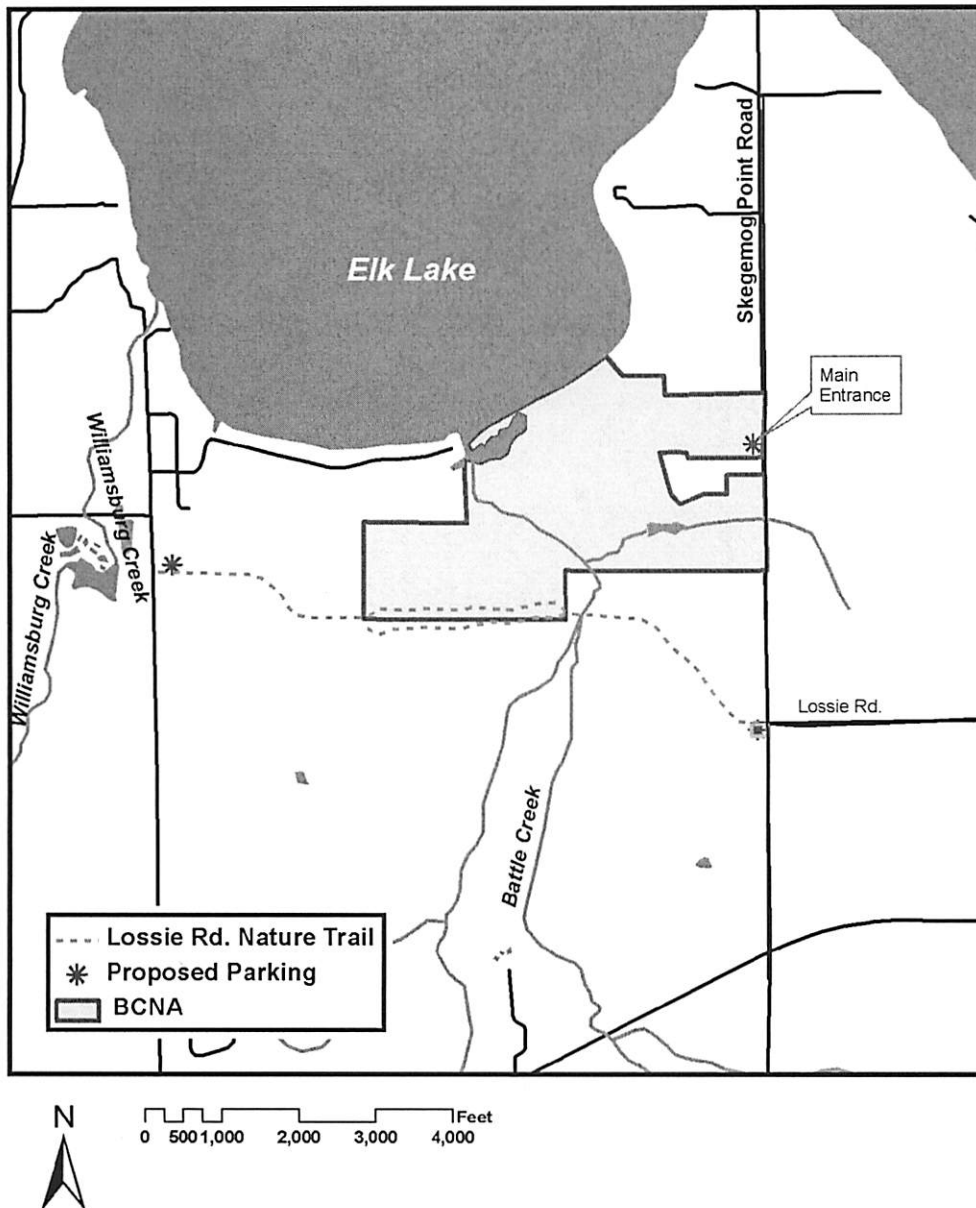 Elk Lake
Skegemog Point Road
Main
Entrance
Williamsburg Creek
Williamsburg Creek
Lossie Rd.
Battle Creek
Lossie Rd. Nature Trail
Proposed Parking
BCNA
N
Feet
0 500 1,000 2,000 3,000 4,000